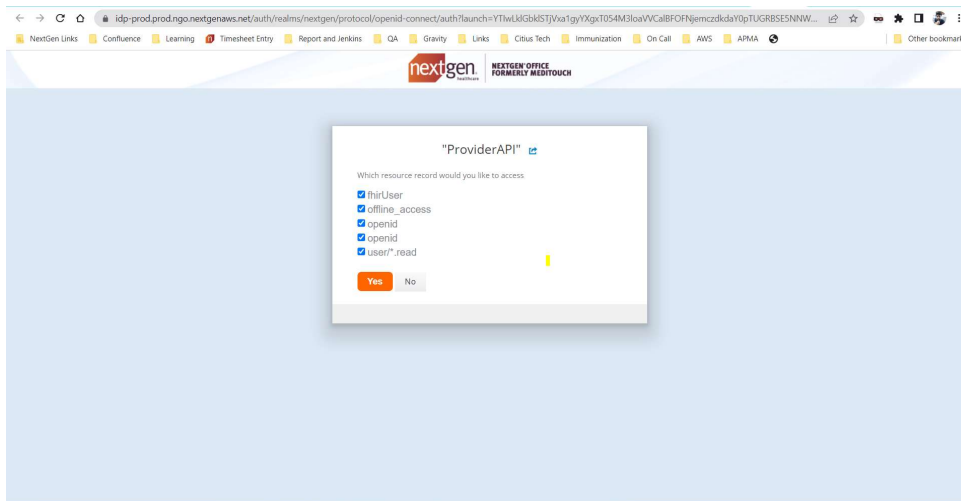 idp-prod.prod.ngo.nextgenaws.net/auth/realms/nextgen/protocol/openid-connect/auth?launch=
NextGen Links Confluence Learning Timesheet Entry Report and Jenkins QA Gravity Links Citius Tech Immunization On Call AWS APMA Other bookmark
nextgen healthcare NEXTGEN OFFICE
FORMERLY MEDITOUCH
"ProviderAPI"
Which resource record would you like to access
fhirUser
offline_access
openid
openid
user/*.read
Yes No